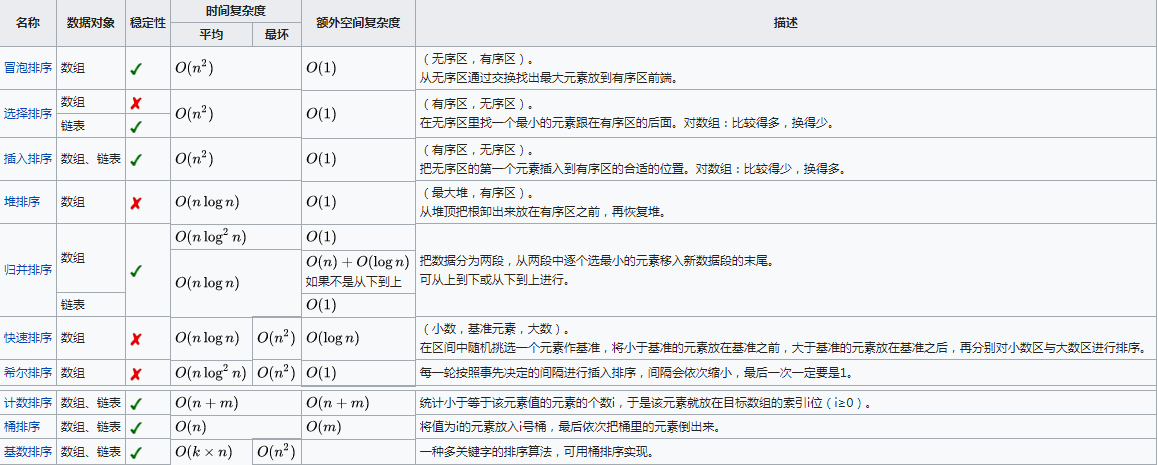 名称 数据对象 稳定性 时间复杂度 额外空间复杂度 描述
平均 最坏
冒泡排序 数组 ✓ O(n²) O(1) （无序区，有序区）。
从无序区通过交换找出最大元素放到有序区前端。
选择排序 数组 ✗ O(n²) O(1) （有序区，无序区）。
链表 ✓ 在无序区里找一个最小的元素跟在有序区的后面。对数组：比较得多，换得少。
插入排序 数组、链表 ✓ O(n²) O(1) （有序区，无序区）。
把无序区的第一个元素插入到有序区的合适的位置。对数组：比较得少，换得多。
堆排序 数组 ✗ O(n log n) O(1) （最大堆，有序区）。
从堆顶把根卸出来放在有序区之前，再恢复堆。
归并排序 数组 ✓ O(n log² n) O(1) 把数据分为两段，从两段中逐个选最小的元素移入新数据段的末尾。
O(n log n) O(n) + O(log n) 可从上到下或从下到上进行。
如果不是从下到上
链表 O(1)
快速排序 数组 ✗ O(n log n) O(n²) O(log n) （小数，基准元素，大数）。
在区间中随机挑选一个元素作基准，将小于基准的元素放在基准之前，大于基准的元素放在基准之后，再分别对小数区与大数区进行排序。
希尔排序 数组 ✗ O(n log² n) O(n²) O(1) 每一轮按照事先决定的间隔进行插入排序，间隔会依次缩小，最后一次一定要是1。
计数排序 数组、链表 ✓ O(n + m) O(n + m) 统计小于等于该元素值的元素的个数i，于是该元素就放在目标数组的索引i位（i≥0）。
桶排序 数组、链表 ✓ O(n) O(m) 将值为i的元素放入i号桶，最后依次把桶里的元素倒出来。
基数排序 数组、链表 ✓ O(k × n) O(n²) 一种多关键字的排序算法，可用桶排序实现。